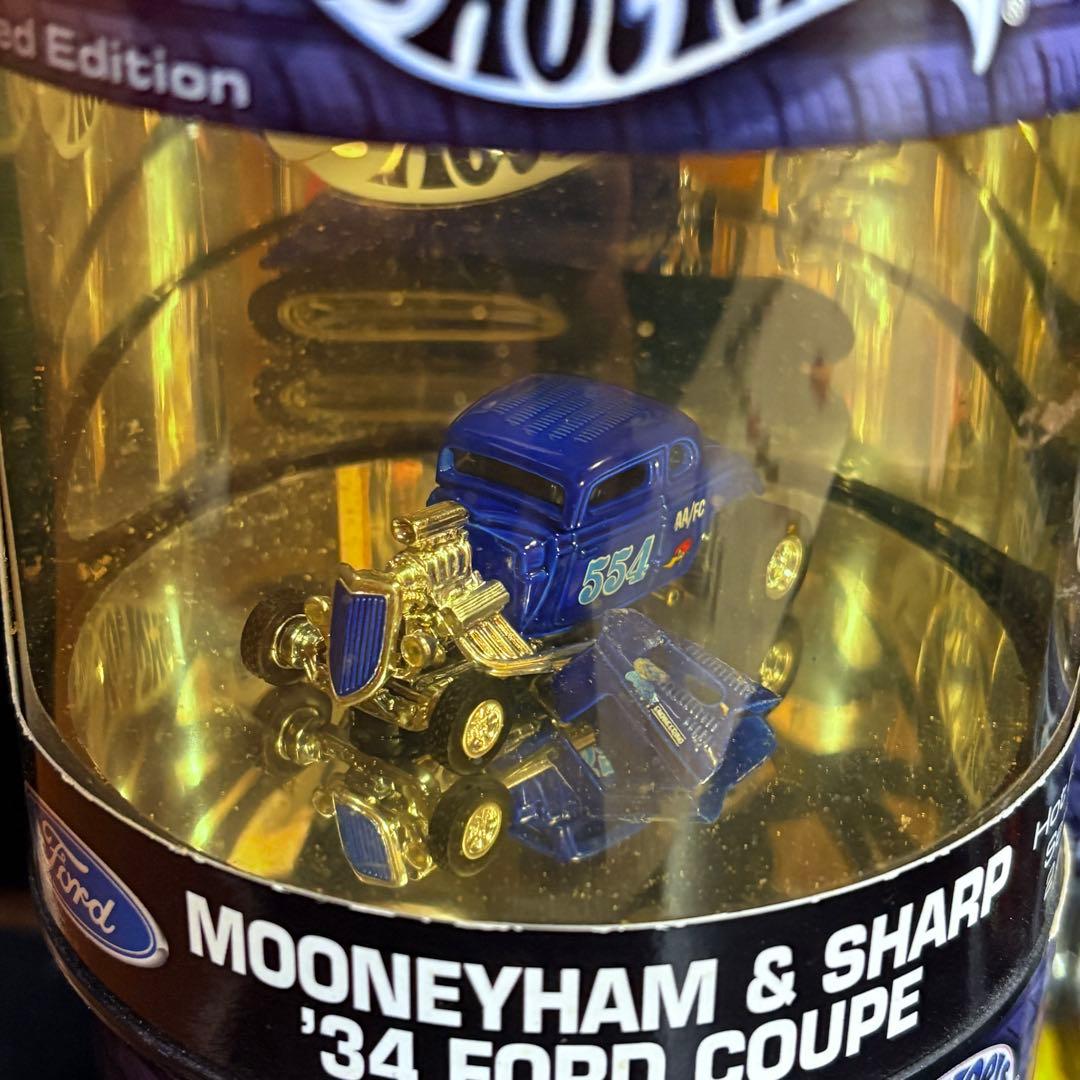 ed Edition
AA/FC
554
Ford
MOONEYHAM & SHARP
'34 FORD COUPE